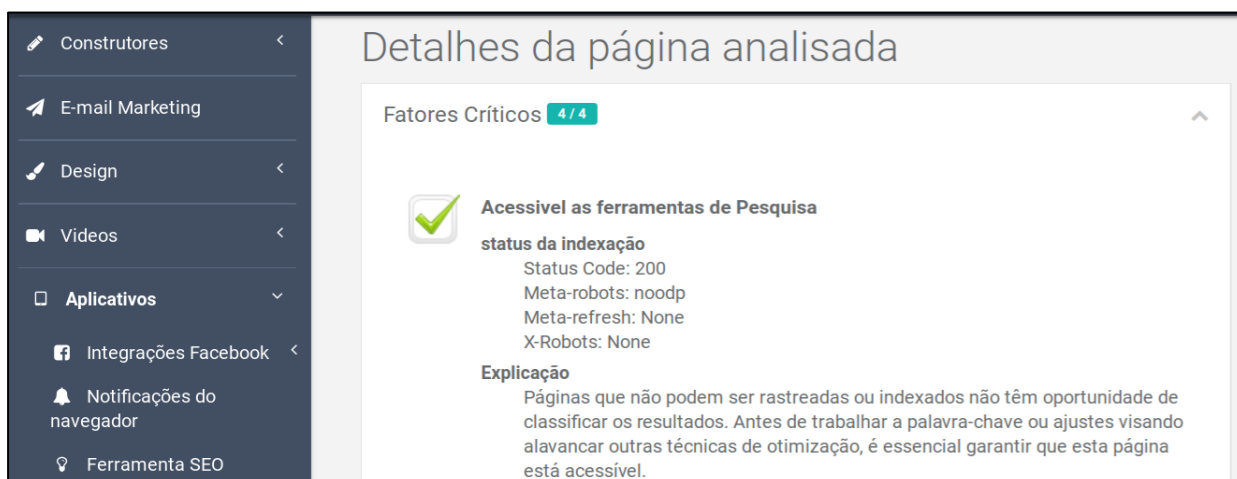 Construtores
E-mail Marketing
Design
Videos
Aplicativos
Integrações Facebook
Notificações do
navegador
Ferramenta SEO
Detalhes da página analisada
Fatores Críticos 4 / 4
Acessivel as ferramentas de Pesquisa
status da indexação
Status Code: 200
Meta-robots: noodp
Meta-refresh: None
X-Robots: None
Explicação
Páginas que não podem ser rastreadas ou indexados não têm oportunidade de
classificar os resultados. Antes de trabalhar a palavra-chave ou ajustes visando
alavancar outras técnicas de otimização, é essencial garantir que esta página
está acessível.